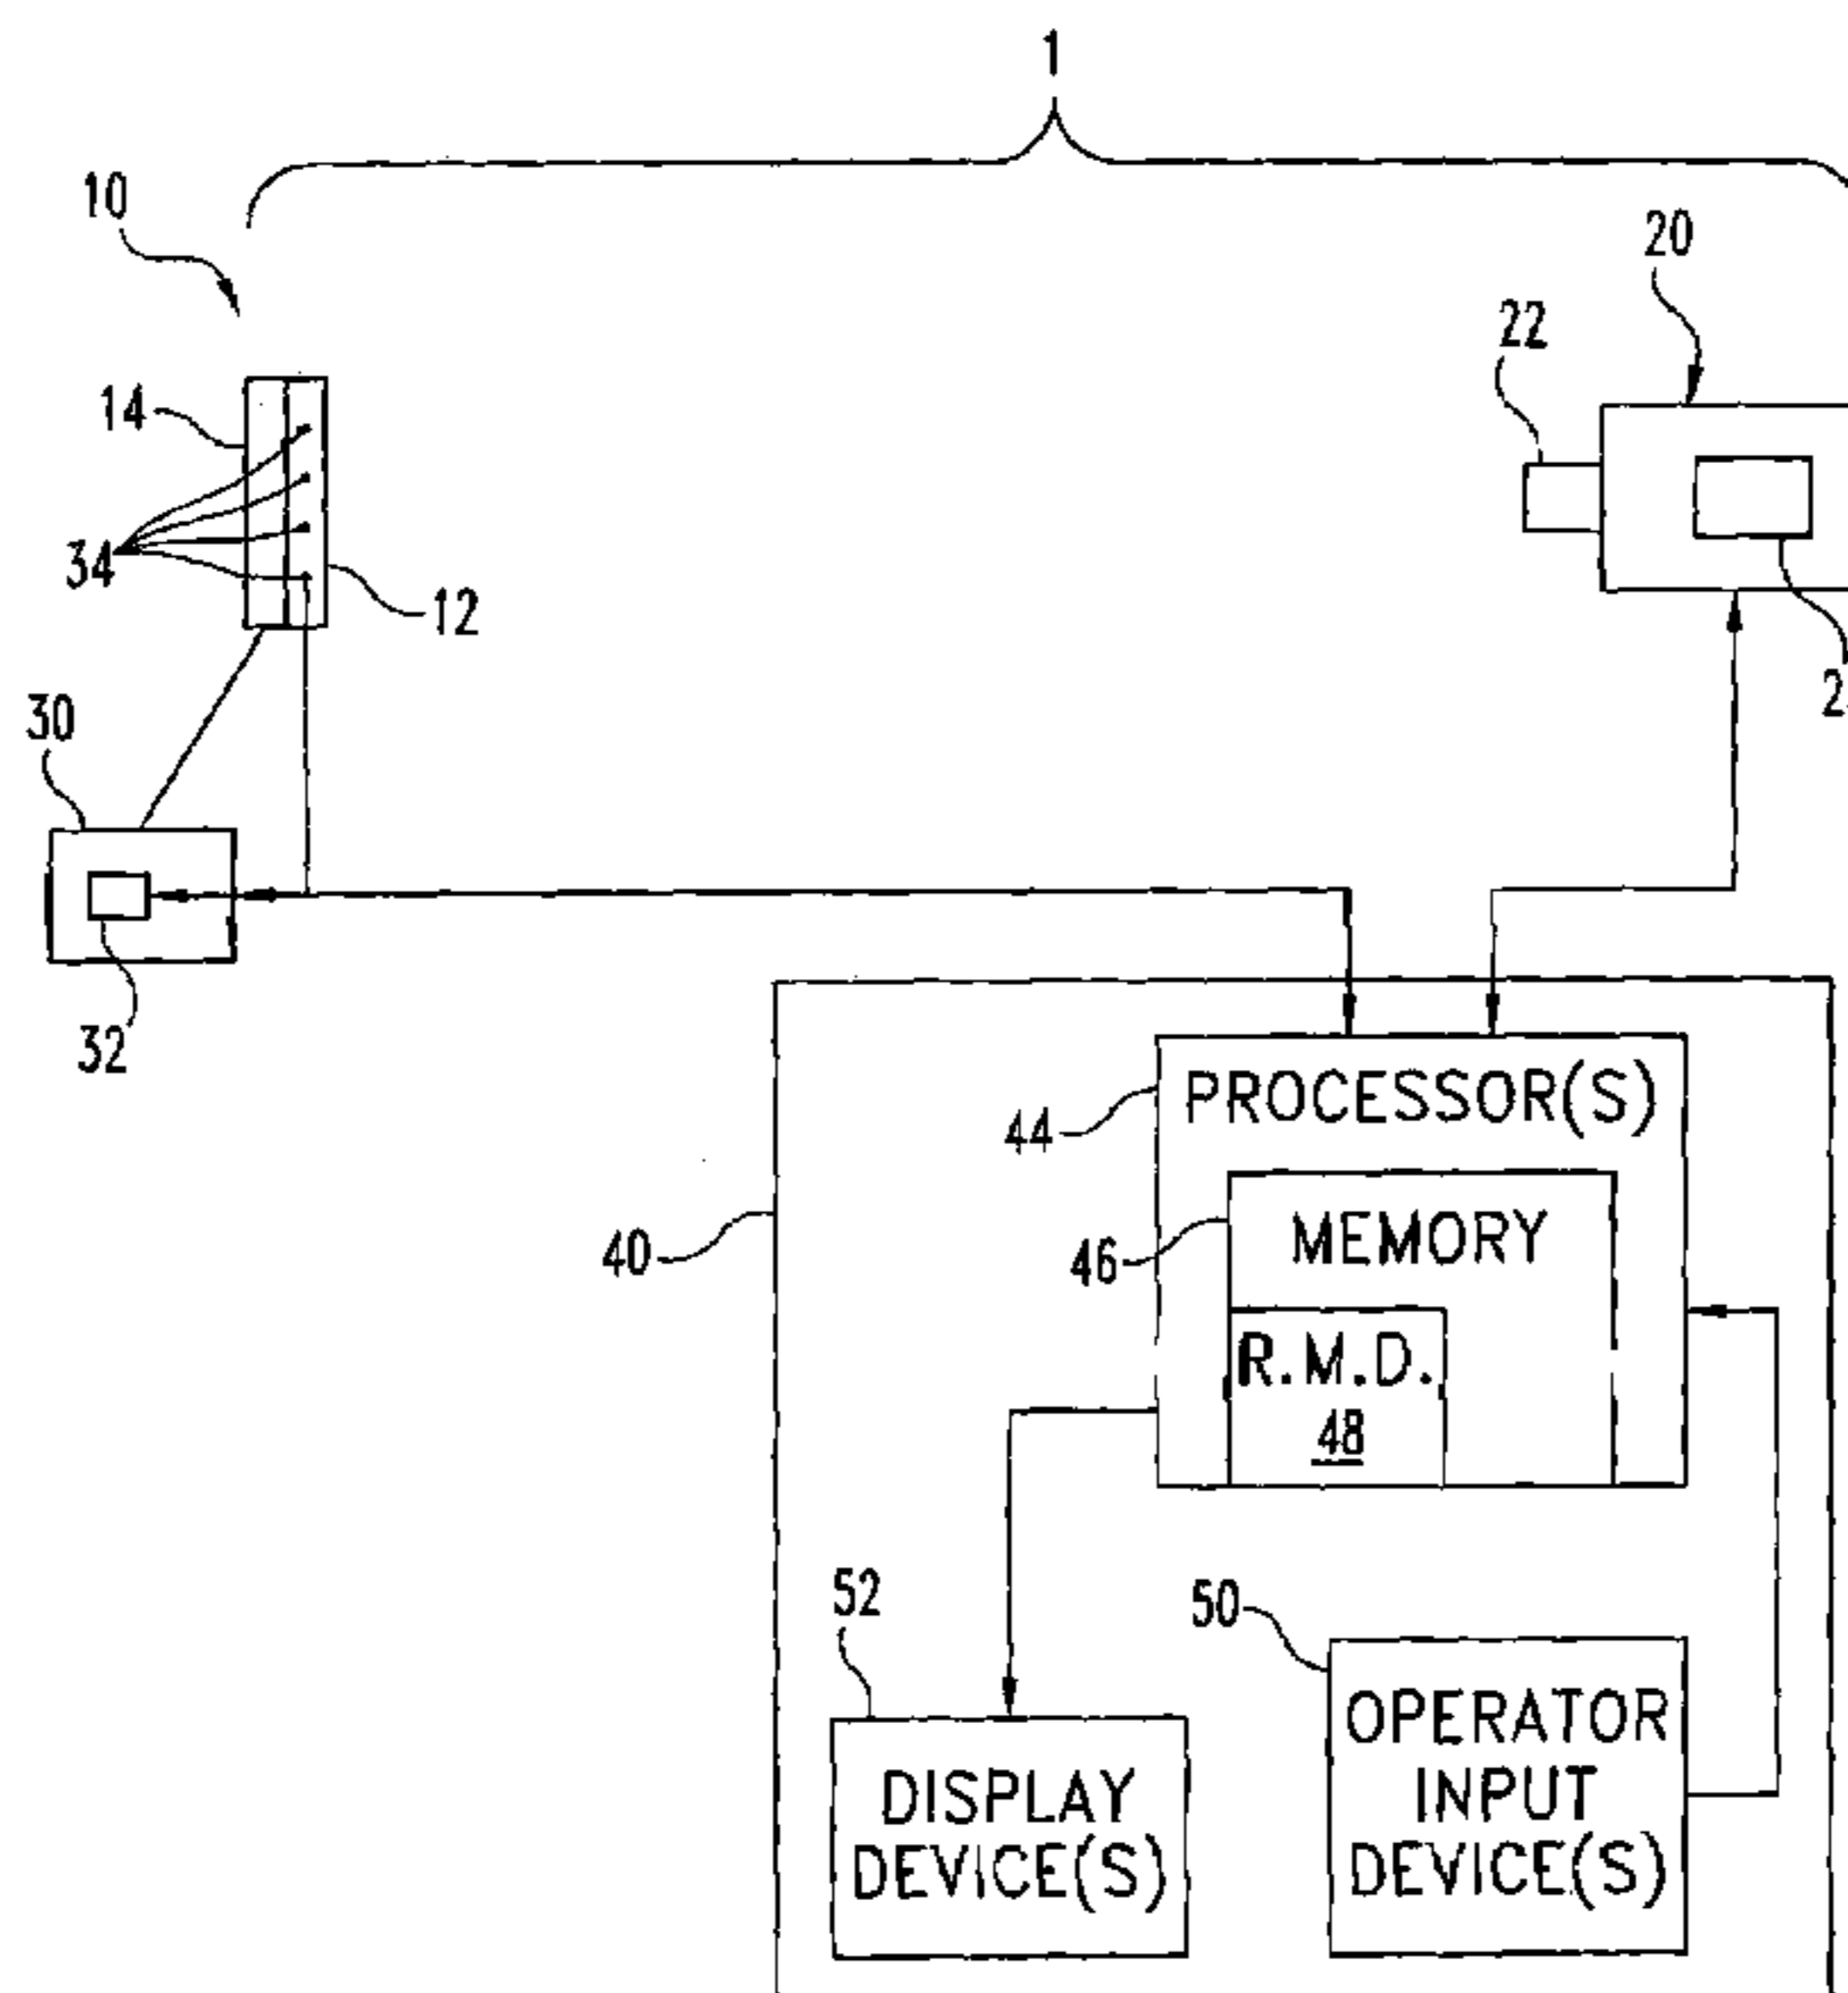 1
10
20
22
14
34
12
30
32
PROCESSOR(S)
44
MEMORY
40
46
R.M.D.
48
52
50
OPERATOR
INPUT
DEVICE(S)
DISPLAY
DEVICE(S)